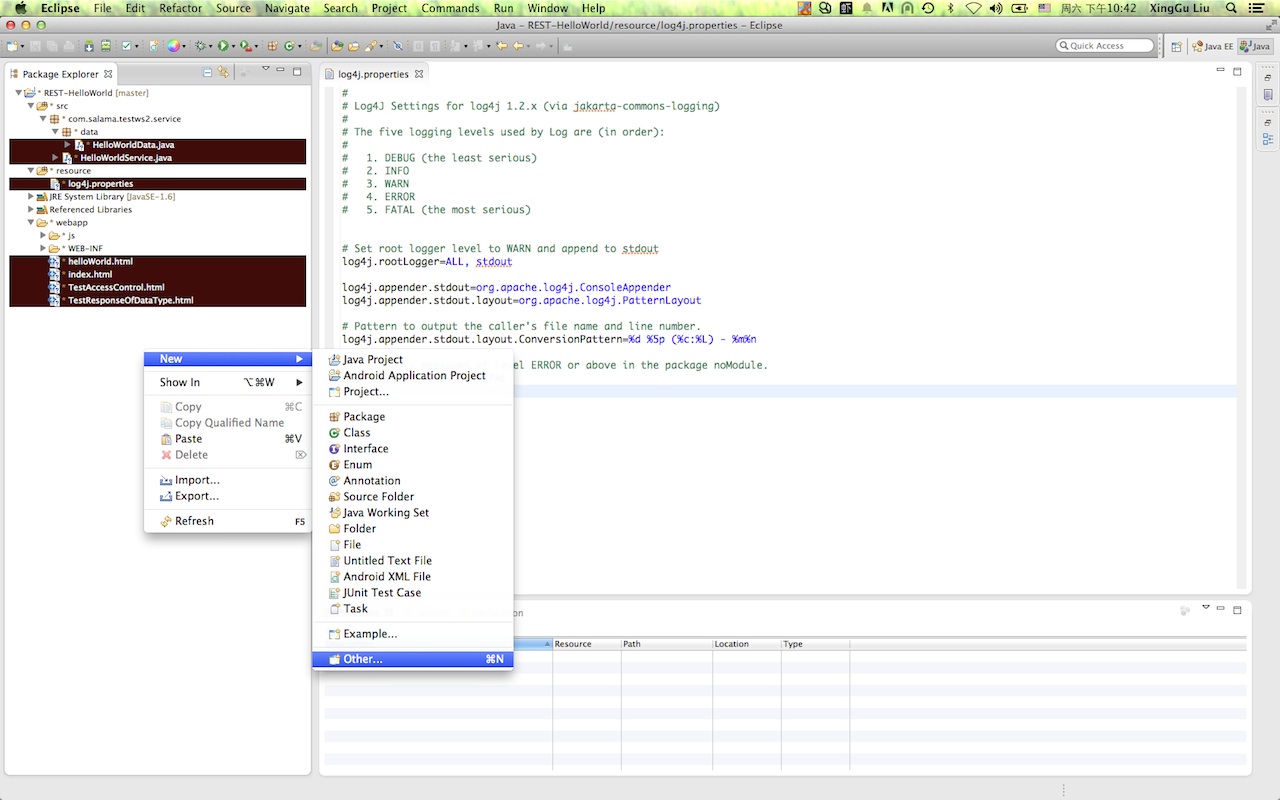 Eclipse File Edit Refactor Source Navigate Search Project Commands Run Window Help 周六 下午10:42 XingGu Liu
Java – REST-HelloWorld/resource/log4j.properties – Eclipse
Quick Access
Java EE
Java
Package Explorer
REST-HelloWorld [master]
src
com.salama.testws2.service
data
HelloWorldData.java
HelloWorldService.java
resource
log4j.properties
JRE System Library [JavaSE-1.6]
Referenced Libraries
webapp
js
WEB-INF
helloWorld.html
index.html
TestAccessControl.html
TestResponseOfDataType.html
log4j.properties
#
# Log4J Settings for log4j 1.2.x (via jakarta-commons-logging)
#
# The five logging levels used by Log are (in order):
#
#   1. DEBUG (the least serious)
#   2. INFO
#   3. WARN
#   4. ERROR
#   5. FATAL (the most serious)
# Set root logger level to WARN and append to stdout
log4j.rootLogger=ALL, stdout
log4j.appender.stdout=org.apache.log4j.ConsoleAppender
log4j.appender.stdout.layout=org.apache.log4j.PatternLayout
# Pattern to output the caller's file name and line number.
log4j.appender.stdout.layout.ConversionPattern=%d %5p (%c:%L) - %m%n
ERROR or above in the package noModule.
New
Show In ⌥⌘W
Copy ⌘C
Copy Qualified Name
Paste ⌘V
Delete
Import...
Export...
Refresh F5
Java Project
Android Application Project
Project...
Package
Class
Interface
Enum
Annotation
Source Folder
Java Working Set
Folder
File
Untitled Text File
Android XML File
JUnit Test Case
Task
Example...
Other... ⌘N
Resource Path Location Type